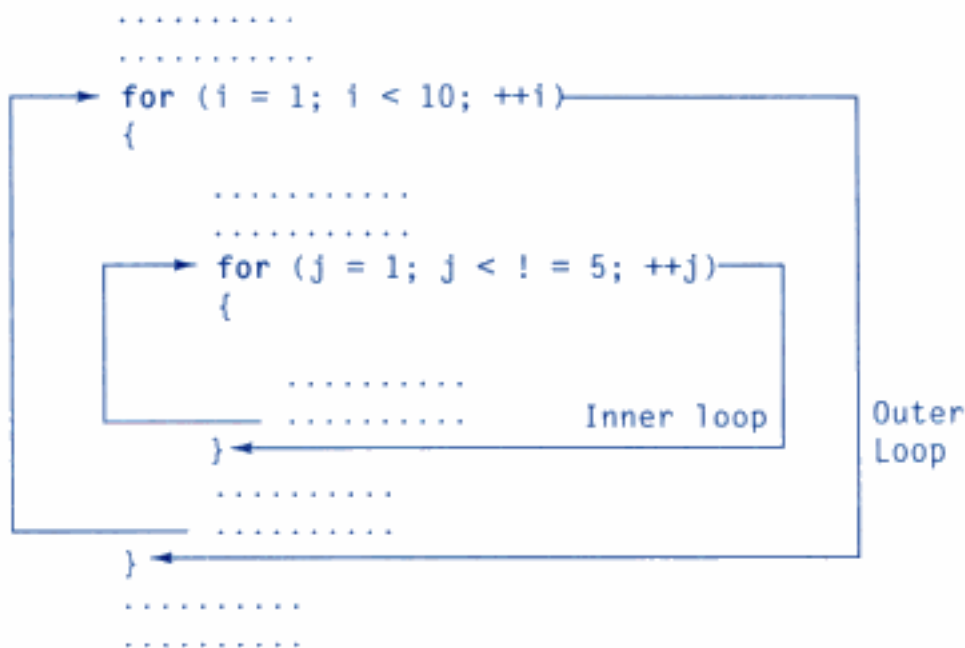 . . . . . . . . . .
. . . . . . . . . . .
for (i = 1; i < 10; ++i)
{
. . . . . . . . . . .
. . . . . . . . . . .
for (j = 1; j < ! = 5; ++j)
{
. . . . . . . . . .
. . . . . . . . . .
Inner loop
Outer
Loop
}
. . . . . . . . . .
. . . . . . . . . .
}
. . . . . . . . . .
. . . . . . . . . .